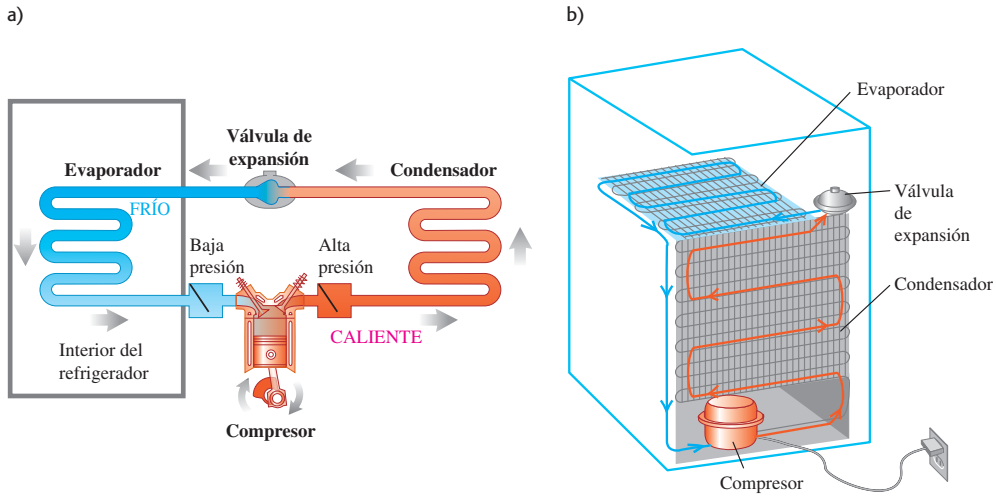 a)
Válvula de
expansión
Evaporador
Condensador
FRÍO
Baja
presión
Alta
presión
CALIENTE
Interior del
refrigerador
Compresor
b)
Evaporador
Válvula
de
expansión
Condensador
Compresor